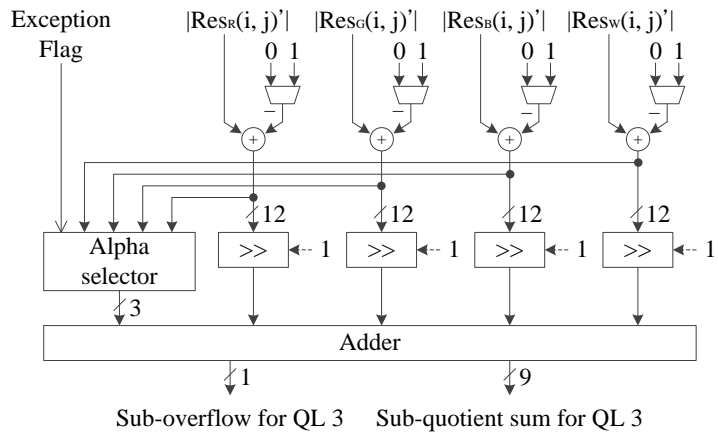 Exception
Flag
|ResR(i, j)'| |ResG(i, j)'| |ResB(i, j)'| |ResW(i, j)'|
0 1 0 1 0 1 0 1
− − − −
+ + + +
12 12 12 12
Alpha
selector
>> 1 >> 1 >> 1 >> 1
3
Adder
1 9
Sub-overflow for QL 3 Sub-quotient sum for QL 3